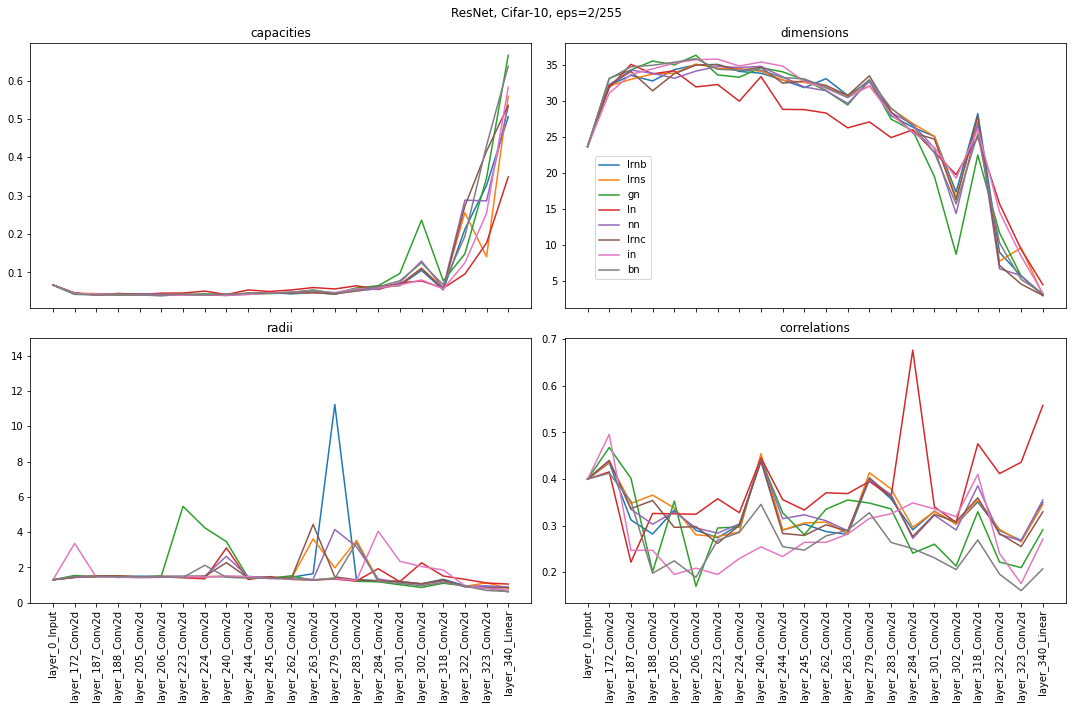 ResNet, Cifar-10, eps=2/255
capacities
0.6
0.5
0.4
0.3
0.2
0.1
dimensions
35
30
25
20
15
10
5
lrnb
lrns
gn
ln
nn
lrnc
in
bn
radii
14
12
10
8
6
4
2
0
layer_0_Input
layer_172_Conv2d
layer_187_Conv2d
layer_188_Conv2d
layer_205_Conv2d
layer_206_Conv2d
layer_223_Conv2d
layer_224_Conv2d
layer_240_Conv2d
layer_244_Conv2d
layer_245_Conv2d
layer_262_Conv2d
layer_263_Conv2d
layer_279_Conv2d
layer_283_Conv2d
layer_284_Conv2d
layer_301_Conv2d
layer_302_Conv2d
layer_318_Conv2d
layer_322_Conv2d
layer_323_Conv2d
layer_340_Linear
correlations
0.7
0.6
0.5
0.4
0.3
0.2
layer_0_Input
layer_172_Conv2d
layer_187_Conv2d
layer_188_Conv2d
layer_205_Conv2d
layer_206_Conv2d
layer_223_Conv2d
layer_224_Conv2d
layer_240_Conv2d
layer_244_Conv2d
layer_245_Conv2d
layer_262_Conv2d
layer_263_Conv2d
layer_279_Conv2d
layer_283_Conv2d
layer_284_Conv2d
layer_301_Conv2d
layer_302_Conv2d
layer_318_Conv2d
layer_322_Conv2d
layer_323_Conv2d
layer_340_Linear